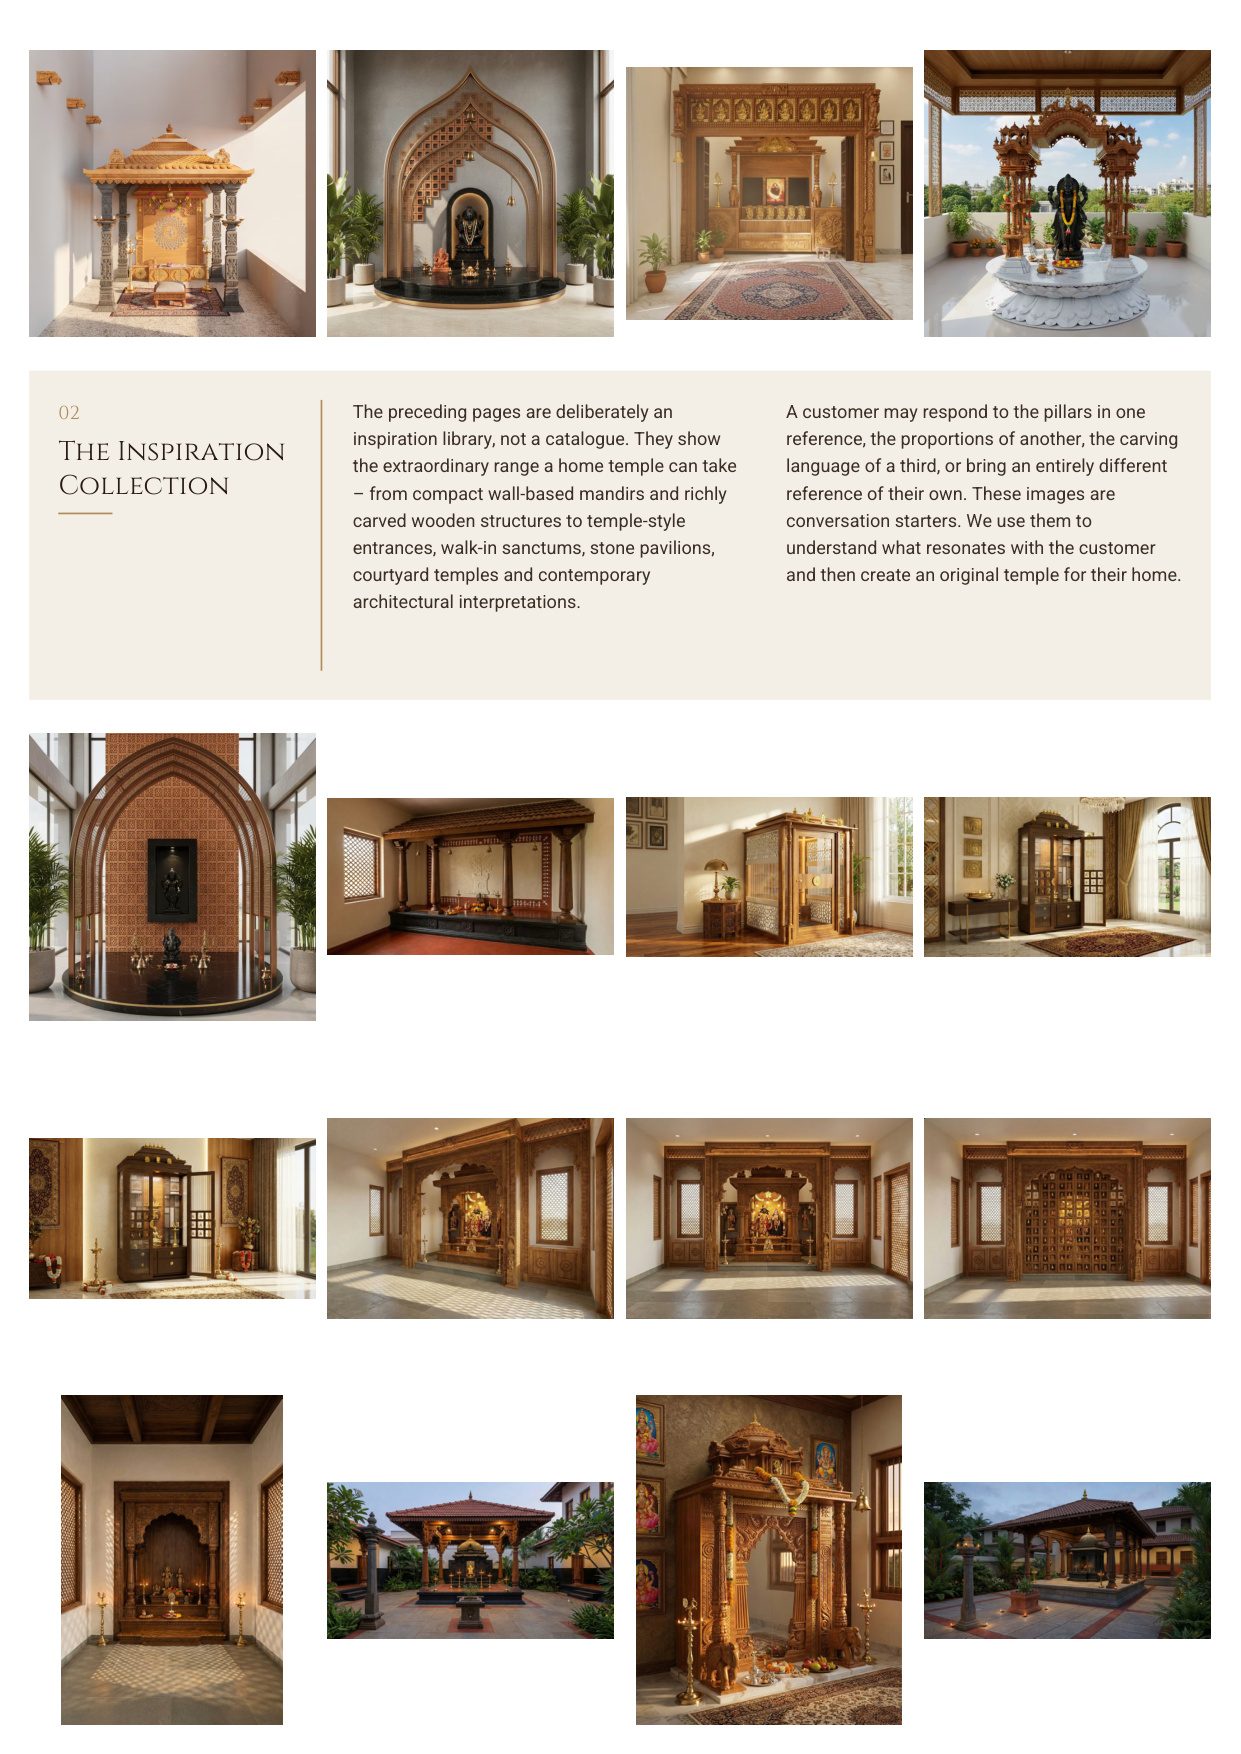 02
The Inspiration
Collection
The preceding pages are deliberately an
inspiration library, not a catalogue. They show
the extraordinary range a home temple can take
– from compact wall-based mandirs and richly
carved wooden structures to temple-style
entrances, walk-in sanctums, stone pavilions,
courtyard temples and contemporary
architectural interpretations.
A customer may respond to the pillars in one
reference, the proportions of another, the carving
language of a third, or bring an entirely different
reference of their own. These images are
conversation starters. We use them to
understand what resonates with the customer
and then create an original temple for their home.